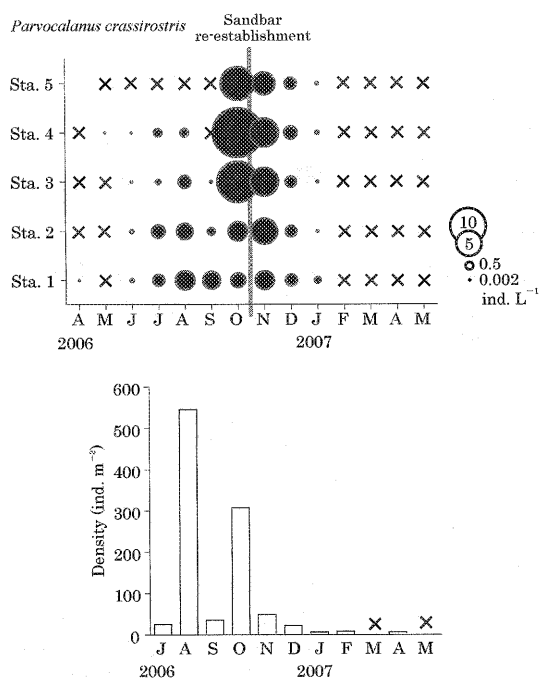 Parvocalanus crassirostris
Sandbar
re-establishment
Sta. 5
Sta. 4
Sta. 3
Sta. 2
Sta. 1
10
5
0.5
0.002
ind. L⁻¹
A M J J A S O N D J F M A M
2006 2007
600
500
400
300
200
100
0
Density (ind. m⁻²)
J A S O N D J F M A M
2006 2007